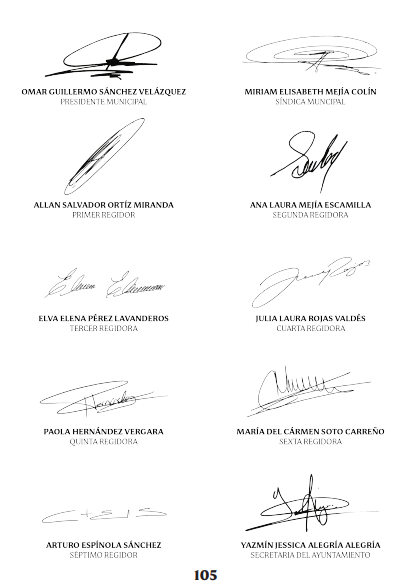 OMAR GUILLERMO SÁNCHEZ VELÁZQUEZ
PRESIDENTE MUNICIPAL
MIRIAM ELISABETH MEJÍA COLÍN
SÍNDICA MUNCIPAL
ALLAN SALVADOR ORTÍZ MIRANDA
PRIMER REGIDOR
ANA LAURA MEJÍA ESCAMILLA
SEGUNDA REGIDORA
ELVA ELENA PÉREZ LAVANDEROS
TERCER REGIDORA
JULIA LAURA ROJAS VALDÉS
CUARTA REGIDORA
PAOLA HERNÁNDEZ VERGARA
QUINTA REGIDORA
MARÍA DEL CÁRMEN SOTO CARREÑO
SEXTA REGIDORA
ARTURO ESPÍNOLA SÁNCHEZ
SÉPTIMO REGIDOR
YAZMÍN JESSICA ALEGRÍA ALEGRÍA
SECRETARIA DEL AYUNTAMIENTO
105